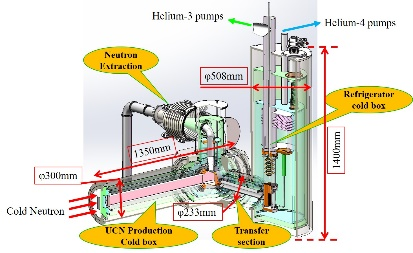 Helium-3 pumps
Helium-4 pumps
Neutron
Extraction
φ508mm
Refrigerator
cold box
1350mm
1400mm
φ300mm
Cold Neutron
φ233mm
UCN Production
Cold box
Transfer
section